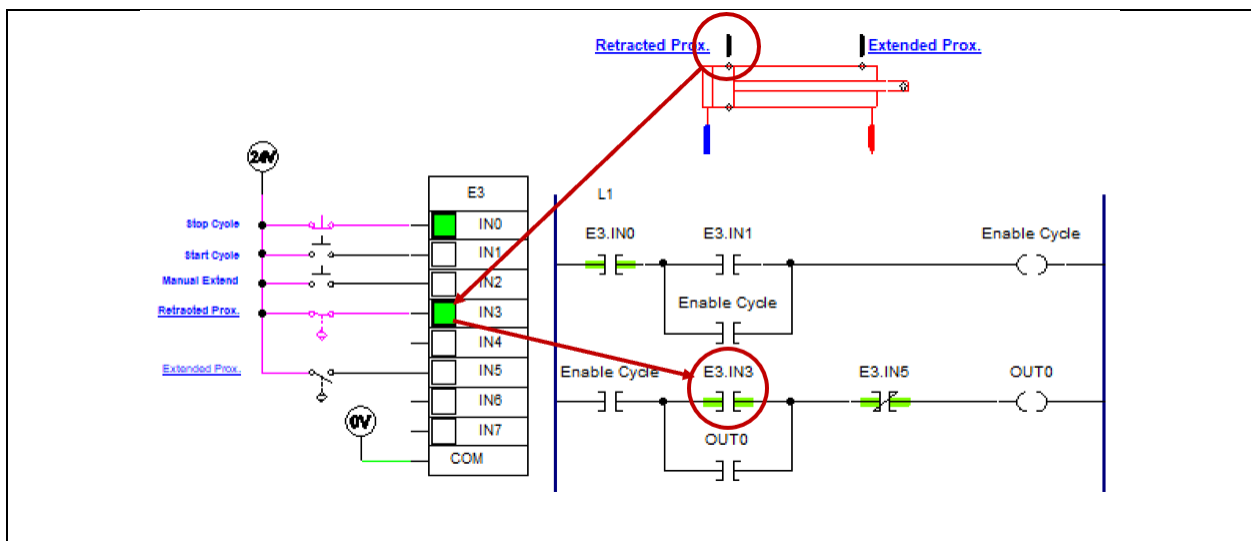 Retracted Prox. Extended Prox.
24V
E3
L1
Stop Cycle IN0 E3.IN0 E3.IN1 Enable Cycle
Start Cycle IN1
Manual Extend IN2
Enable Cycle
Retracted Prox. IN3
IN4
Extended Prox. IN5 Enable Cycle E3.IN3 E3.IN5 OUT0
IN6
0V IN7
OUT0
COM